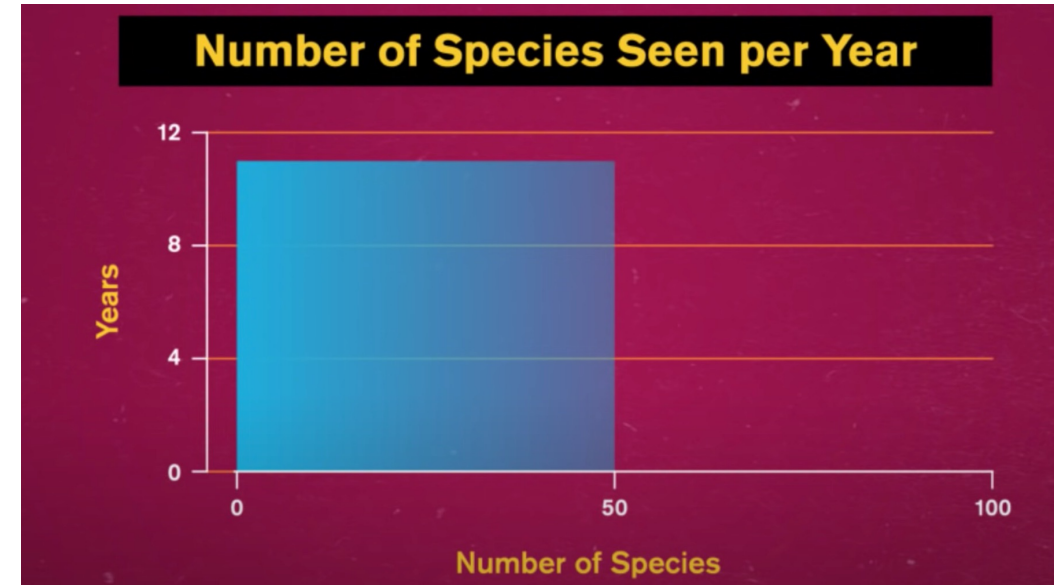 Number of Species Seen per Year
12
8
4
0
Years
0 50 100
Number of Species